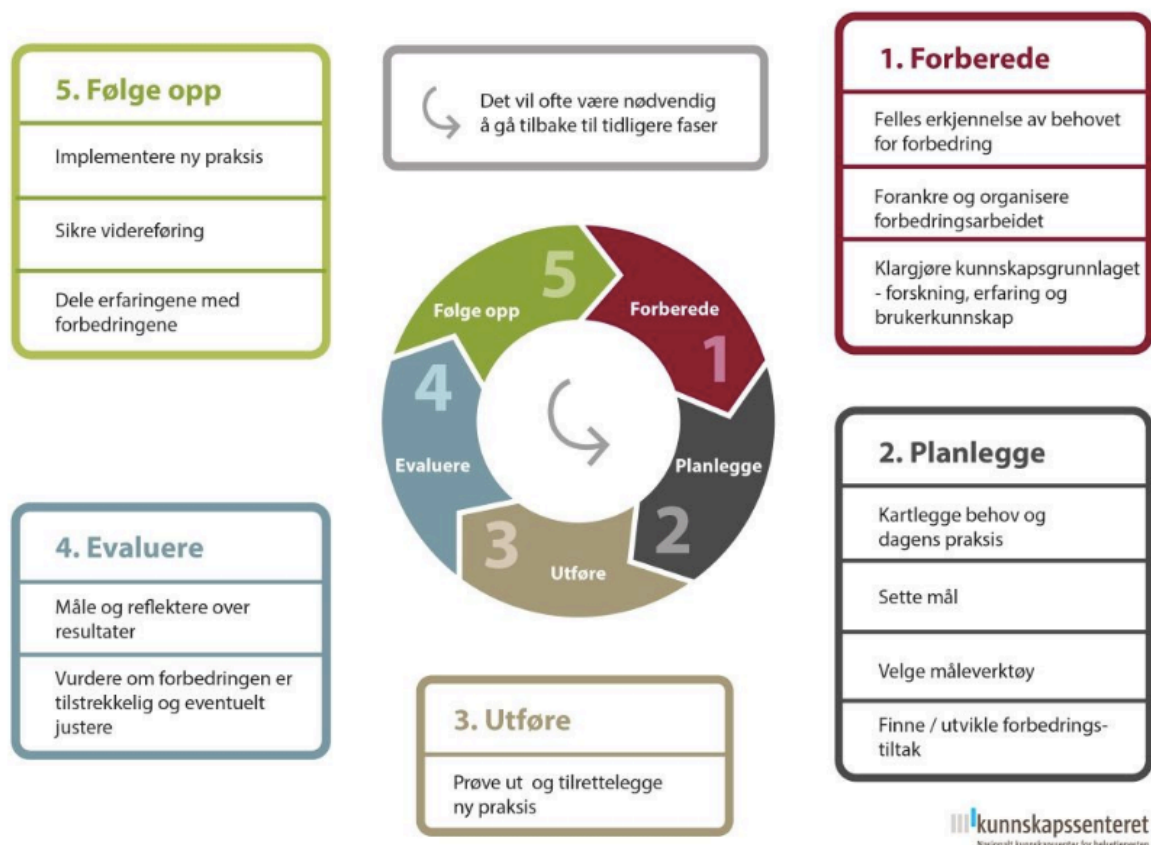 5. Følge opp
Implementere ny praksis
Sikre videreføring
Dele erfaringene med
forbedringene
Det vil ofte være nødvendig
å gå tilbake til tidligere faser
1. Forberede
Felles erkjennelse av behovet
for forbedring
Forankre og organisere
forbedringsarbeidet
Klargjøre kunnskapsgrunnlaget
- forskning, erfaring og
brukerkunnskap
5
Følge opp
Forberede
1
4
Evaluere
Planlegge
2
3
Utføre
2. Planlegge
Kartlegge behov og
dagens praksis
Sette mål
Velge måleverktøy
Finne / utvikle forbedrings-
tiltak
4. Evaluere
Måle og reflektere over
resultater
Vurdere om forbedringen er
tilstrekkelig og eventuelt
justere
3. Utføre
Prøve ut og tilrettelegge
ny praksis
kunnskapssenteret
Nasjonalt kunnskapssenter for helsetjenesten